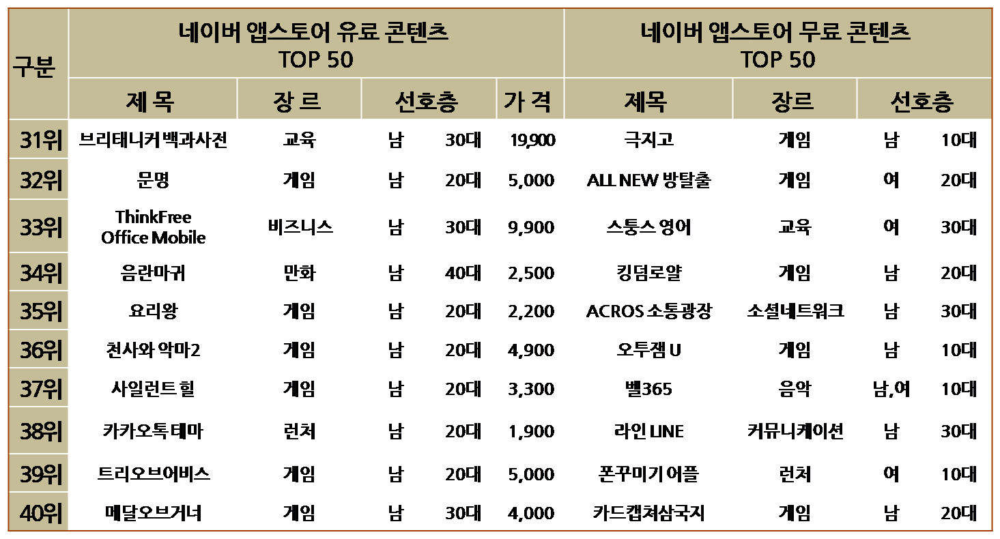 구분 네이버 앱스토어 유료 콘텐츠 네이버 앱스토어 무료 콘텐츠
TOP 50 TOP 50
제 목 장 르 선호층 가 격 제목 장르 선호층
31위 브리태니커 백과사전 교육 남 30대 19,900 극지고 게임 남 10대
32위 문명 게임 남 20대 5,000 ALL NEW 방탈출 게임 여 20대
33위 ThinkFree
Office Mobile 비즈니스 남 30대 9,900 스퉁스 영어 교육 여 30대
34위 음란마귀 만화 남 40대 2,500 킹덤로얄 게임 남 20대
35위 요리왕 게임 남 20대 2,200 ACROS 소통광장 소셜네트워크 남 30대
36위 천사와 악마2 게임 남 20대 4,900 오투잼 U 게임 남 10대
37위 사일런트 힐 게임 남 20대 3,300 벨365 음악 남,여 10대
38위 카카오톡 테마 런처 남 20대 1,900 라인 LINE 커뮤니케이션 남 30대
39위 트리오브어비스 게임 남 20대 5,000 폰꾸미기 어플 런처 여 10대
40위 메달오브거너 게임 남 30대 4,000 카드캡쳐삼국지 게임 남 20대